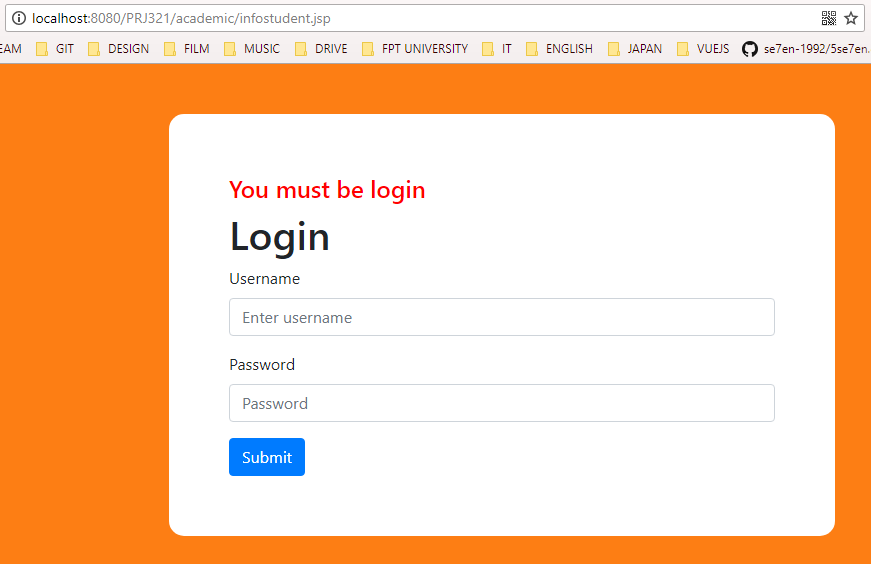 localhost:8080/PRJ321/academic/infostudent.jsp
EAM GIT DESIGN FILM MUSIC DRIVE FPT UNIVERSITY IT ENGLISH JAPAN VUEJS se7en-1992/5se7en.
You must be login
Login
Username
Enter username
Password
Password
Submit